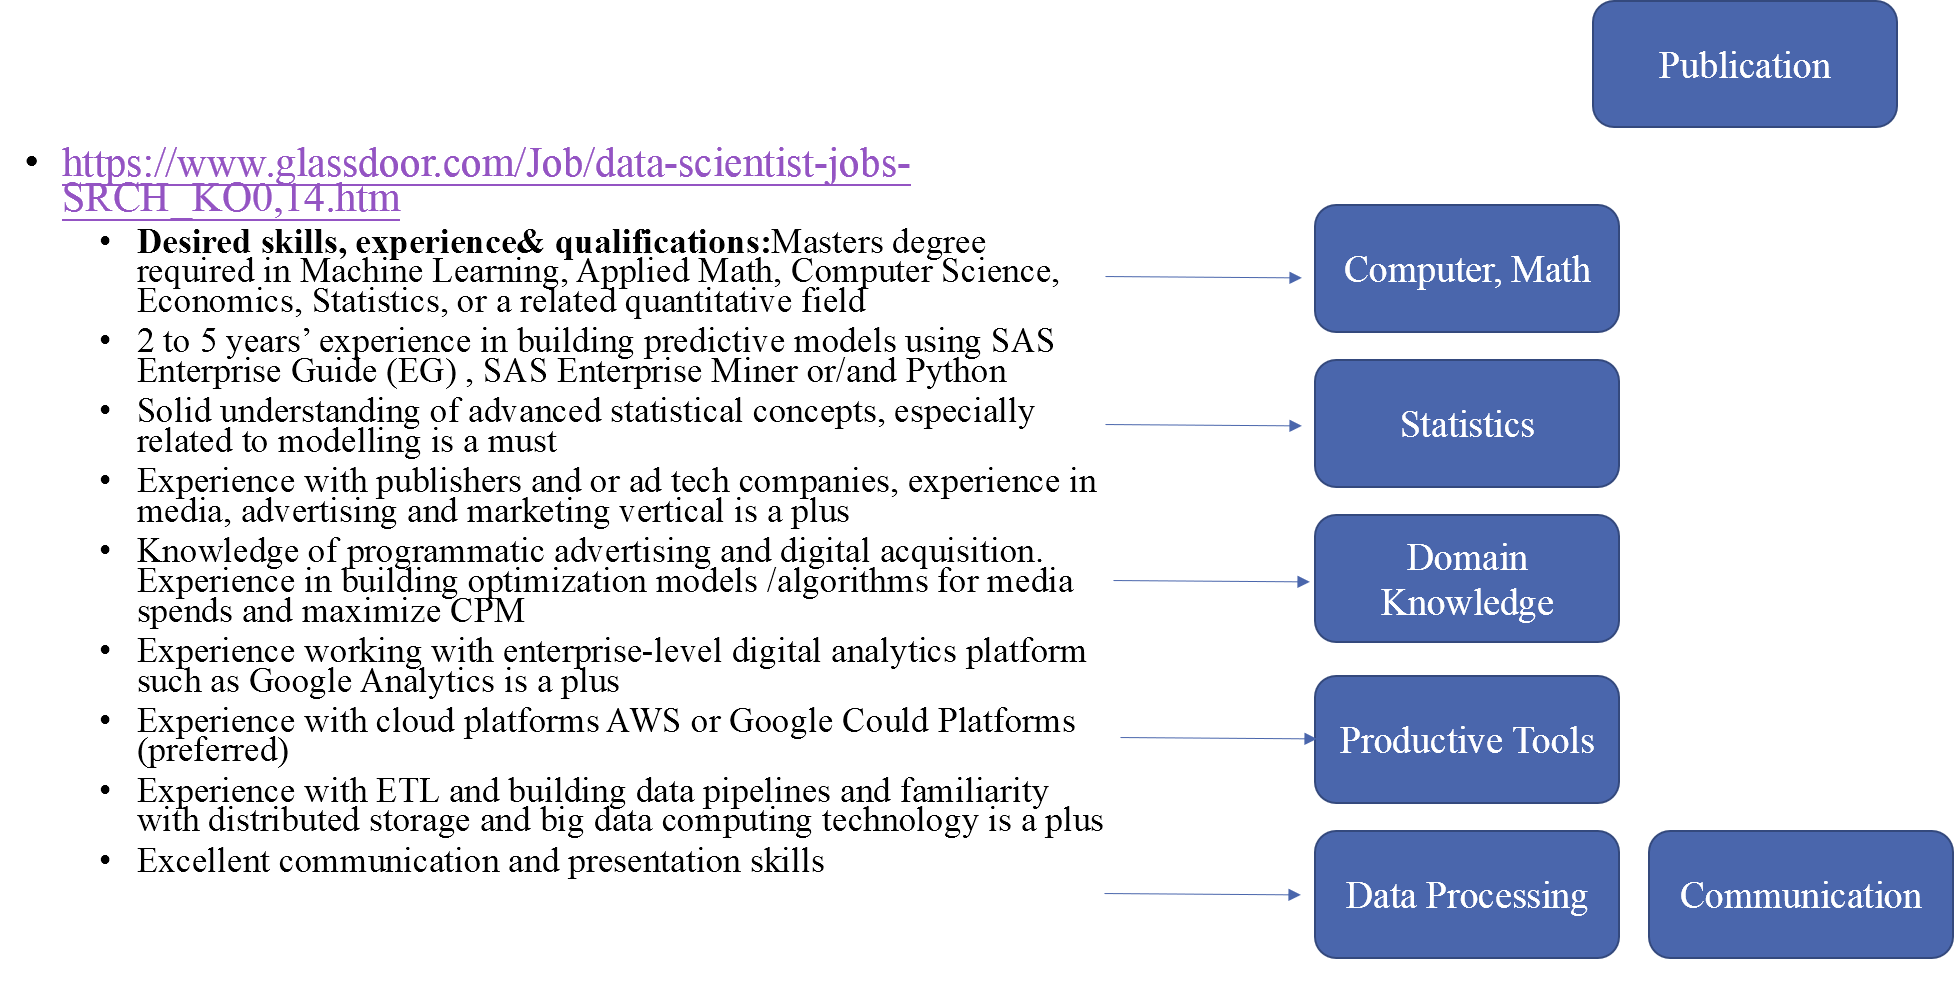 Publication
• https://www.glassdoor.com/Job/data-scientist-jobs-
SRCH_KO0,14.htm
• Desired skills, experience& qualifications:Masters degree
required in Machine Learning, Applied Math, Computer Science,
Economics, Statistics, or a related quantitative field
• 2 to 5 years’ experience in building predictive models using SAS
Enterprise Guide (EG) , SAS Enterprise Miner or/and Python
• Solid understanding of advanced statistical concepts, especially
related to modelling is a must
• Experience with publishers and or ad tech companies, experience in
media, advertising and marketing vertical is a plus
• Knowledge of programmatic advertising and digital acquisition.
Experience in building optimization models /algorithms for media
spends and maximize CPM
• Experience working with enterprise-level digital analytics platform
such as Google Analytics is a plus
• Experience with cloud platforms AWS or Google Could Platforms
(preferred)
• Experience with ETL and building data pipelines and familiarity
with distributed storage and big data computing technology is a plus
• Excellent communication and presentation skills
Computer, Math
Statistics
Domain
Knowledge
Productive Tools
Data Processing
Communication